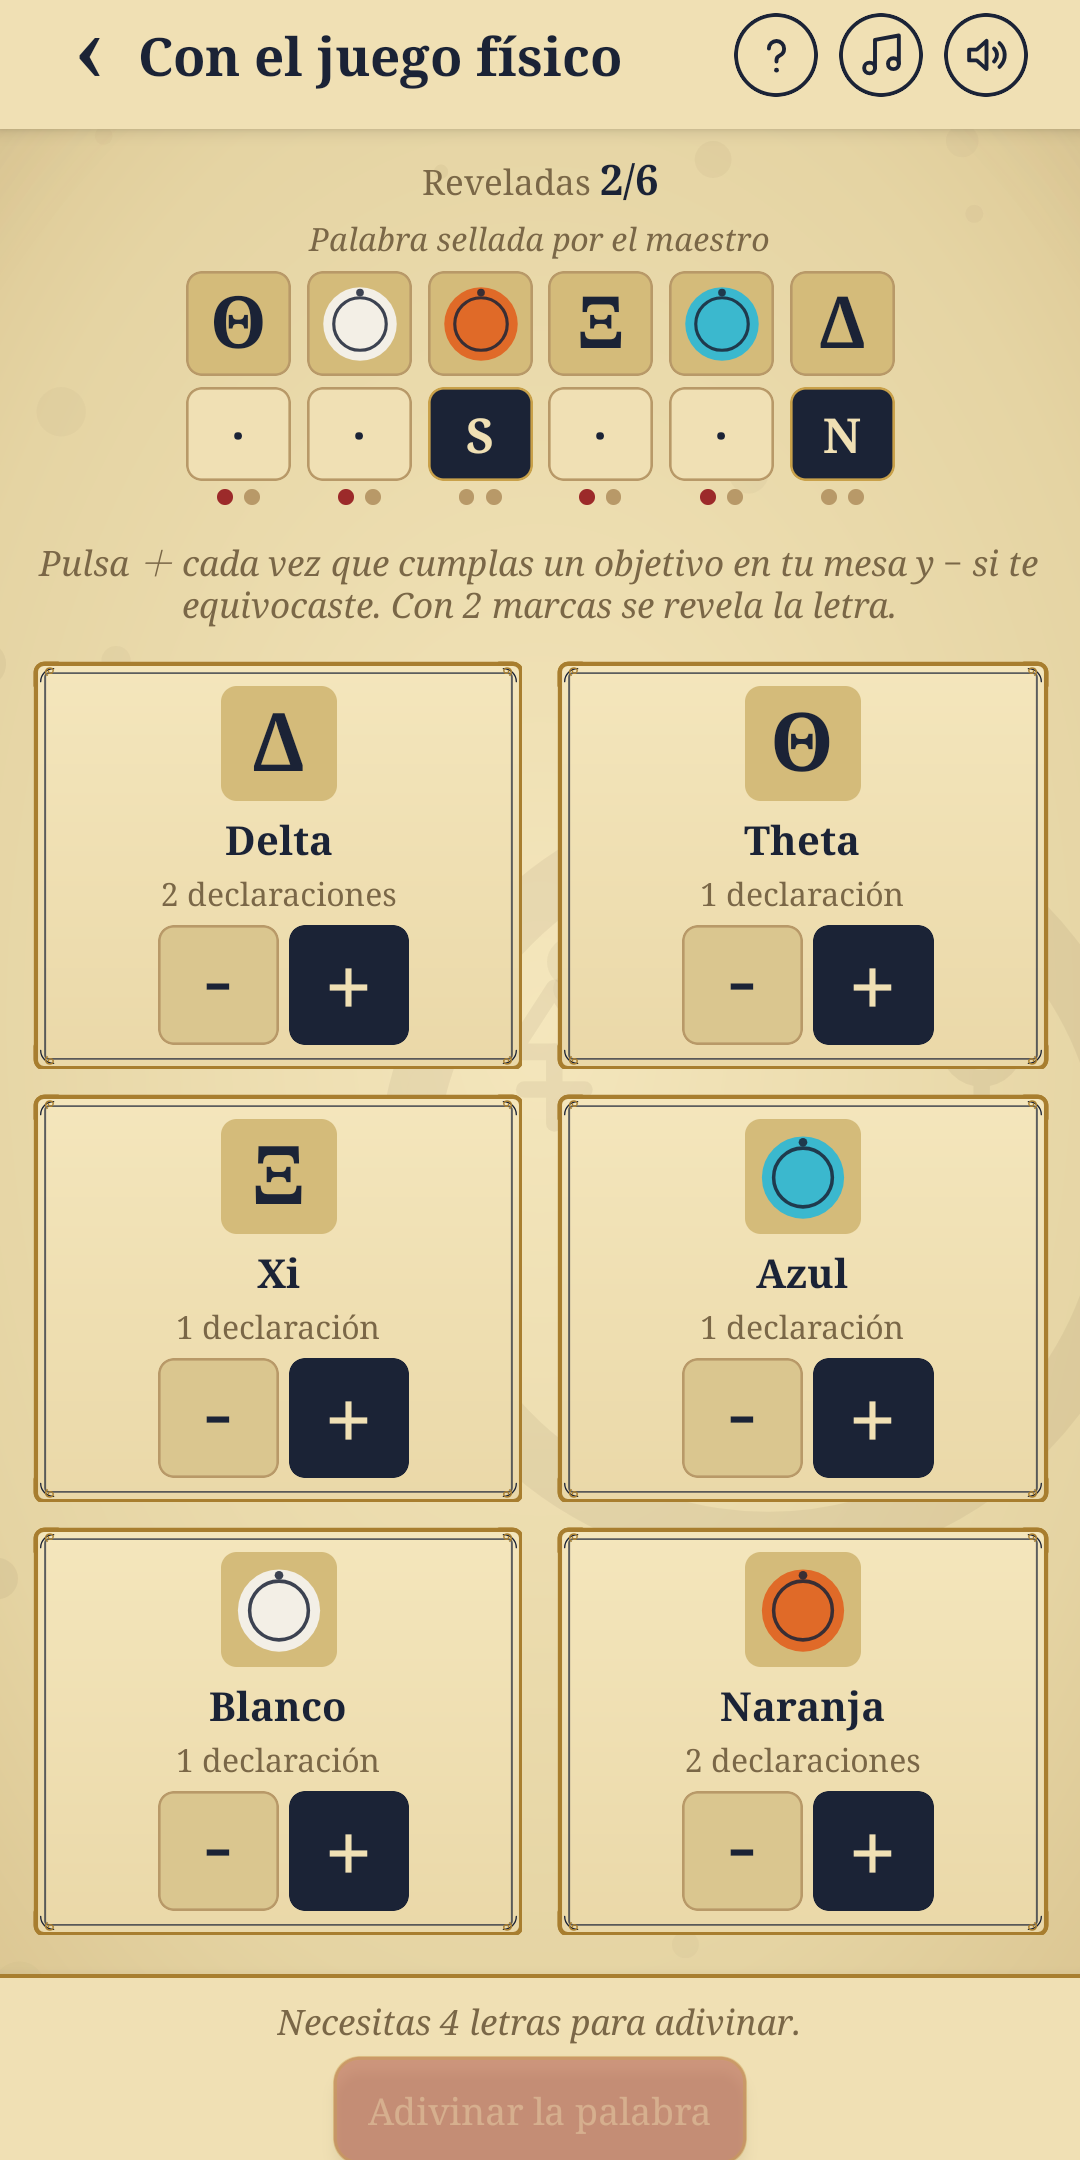 ‹ Con el juego físico ?
Reveladas 2/6
Palabra sellada por el maestro
Θ Ξ Δ
· · S · · N
Pulsa + cada vez que cumplas un objetivo en tu mesa y – si te
equivocaste. Con 2 marcas se revela la letra.
Δ Θ
Delta Theta
2 declaraciones 1 declaración
- + - +
Ξ
Xi Azul
1 declaración 1 declaración
- + - +
Blanco Naranja
1 declaración 2 declaraciones
- + - +
Necesitas 4 letras para adivinar.
Adivinar la palabra